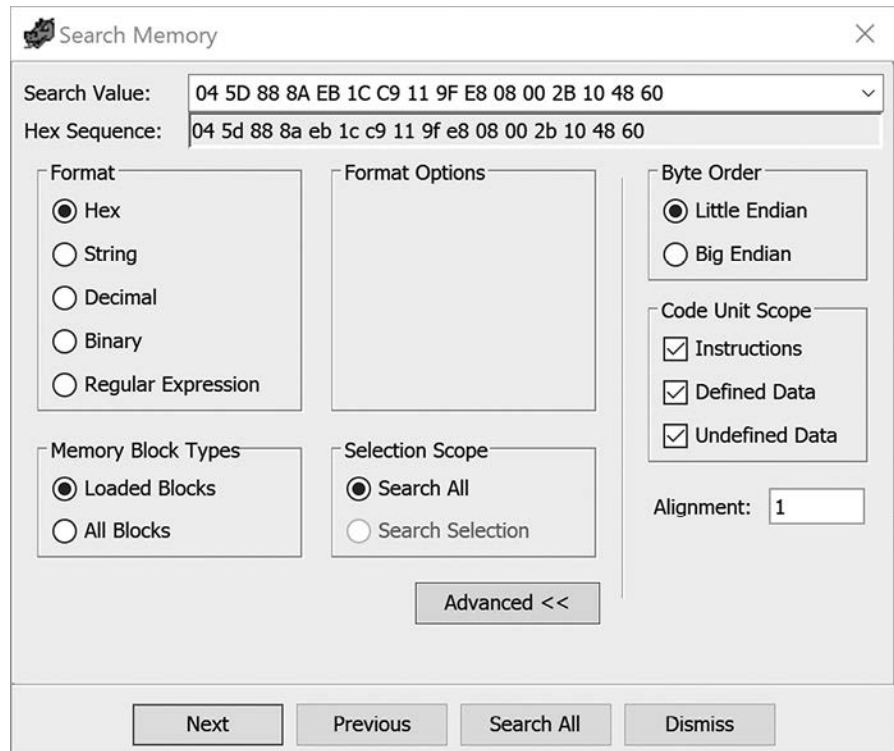 Search Memory
Search Value: 04 5D 88 8A EB 1C C9 11 9F E8 08 00 2B 10 48 60
Hex Sequence: 04 5d 88 8a eb 1c c9 11 9f e8 08 00 2b 10 48 60
Format
Hex
String
Decimal
Binary
Regular Expression
Format Options
Byte Order
Little Endian
Big Endian
Code Unit Scope
Instructions
Defined Data
Undefined Data
Memory Block Types
Loaded Blocks
All Blocks
Selection Scope
Search All
Search Selection
Alignment: 1
Advanced <<
Next Previous Search All Dismiss